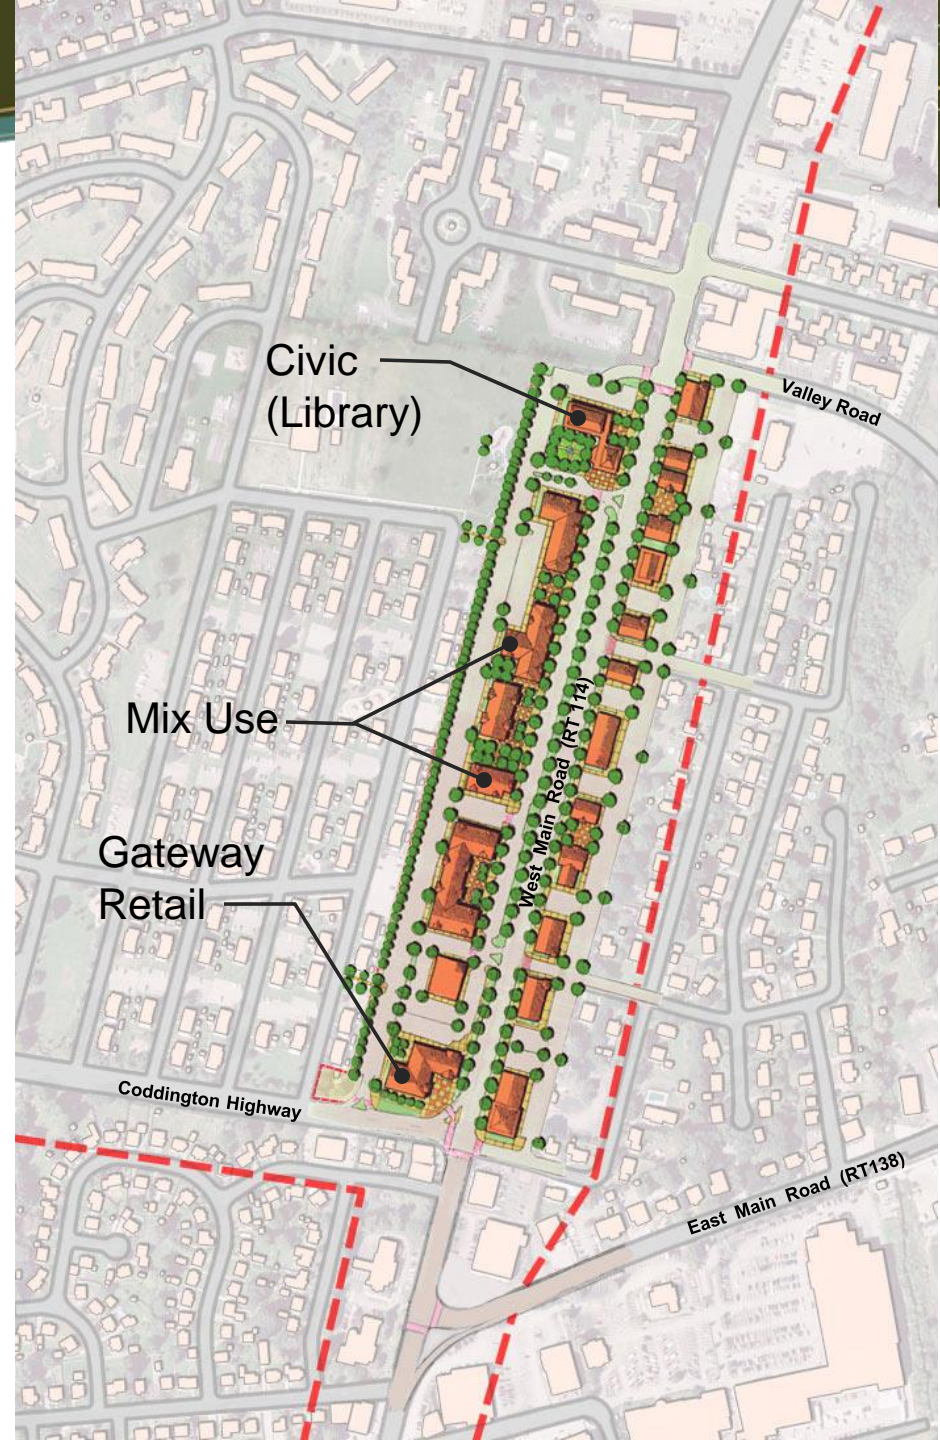 Civic
(Library)
Valley Road
Mix Use
West Main Road (RT 114)
Gateway
Retail
Coddington Highway
East Main Road (RT138)